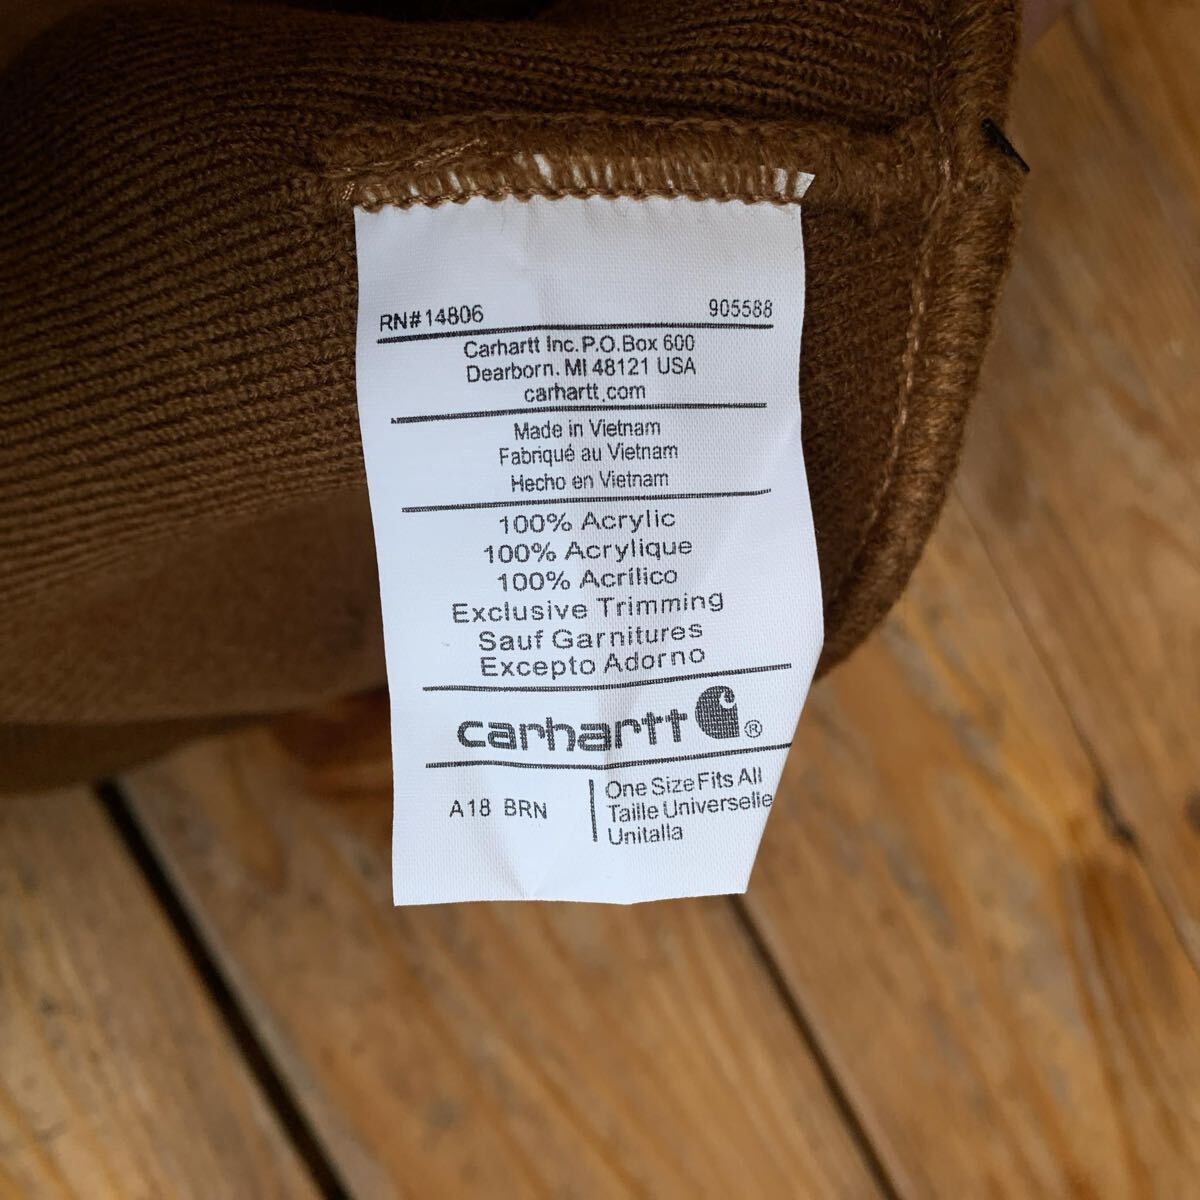 RN#14806 905588
Carhartt Inc.P.O.Box 600
Dearborn. MI 48121 USA
carhartt.com
Made in Vietnam
Fabriqué au Vietnam
Hecho en Vietnam
100% Acrylic
100% Acrylique
100% Acrílico
Exclusive Trimming
Sauf Garnitures
Excepto Adorno
carhartt ®
A18 BRN
One Size Fits All
Taille Universelle
Unitalla